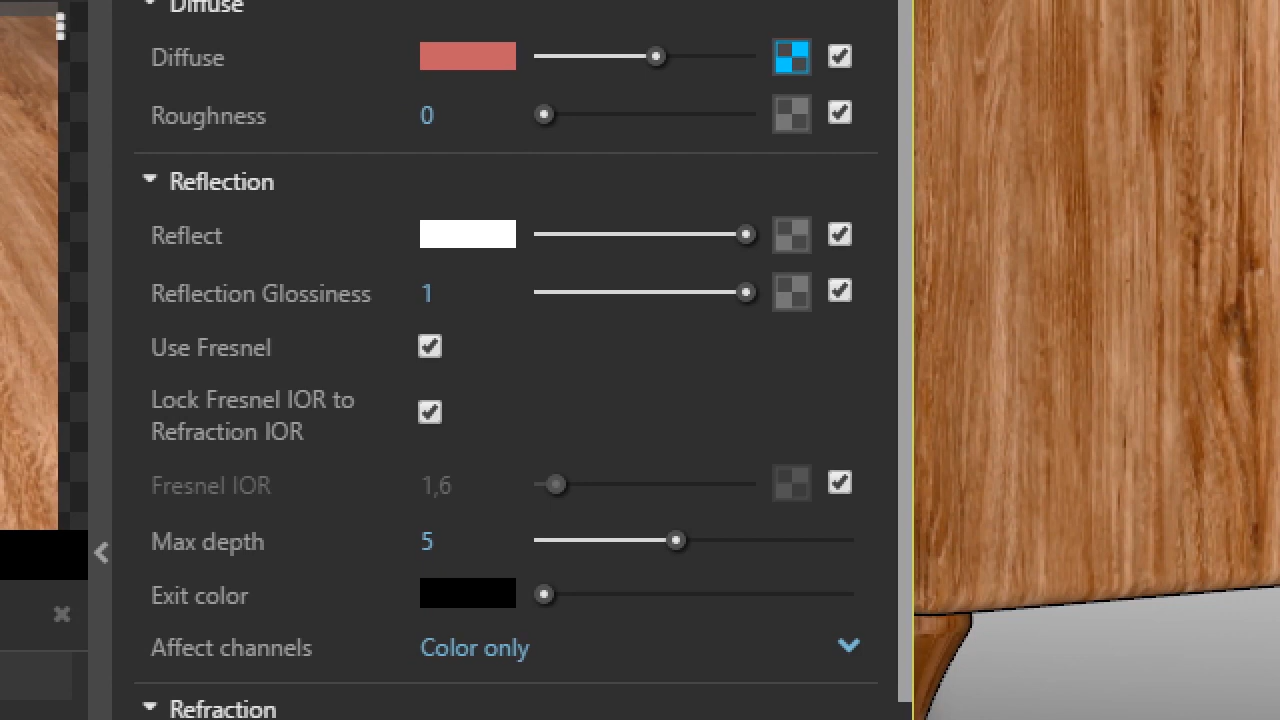 Diffuse
Diffuse
Roughness 0
Reflection
Reflect
Reflection Glossiness 1
Use Fresnel
Lock Fresnel IOR to
Refraction IOR
Fresnel IOR 1,6
Max depth 5
Exit color
Affect channels Color only
Refraction